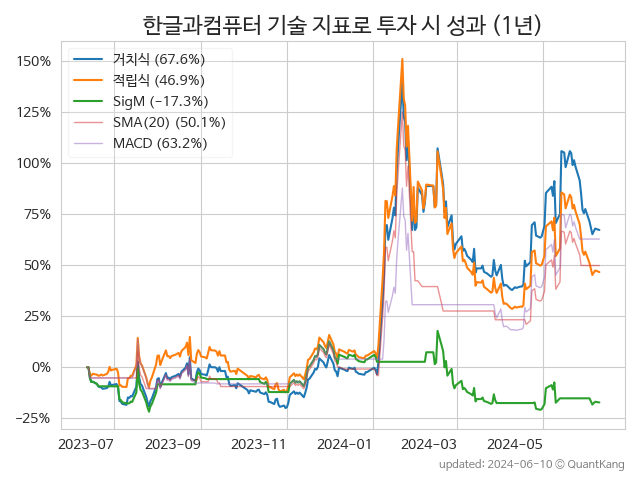 한글과컴퓨터 기술 지표로 투자 시 성과 (1년)
150%
125%
100%
75%
50%
25%
0%
−25%
거치식 (67.6%)
적립식 (46.9%)
SigM (-17.3%)
SMA(20) (50.1%)
MACD (63.2%)
2023-07
2023-09
2023-11
2024-01
2024-03
2024-05
updated: 2024-06-10 © QuantKang